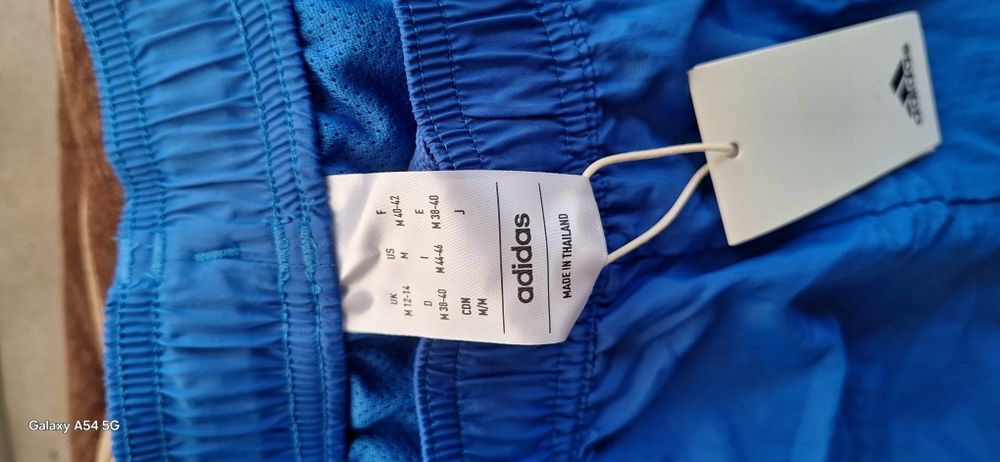 UK US F
M 12-14 M M 40-42
D I E
M 38-40 M 44-46 M 38-40
CDN J
M/M
adidas
MADE IN THAILAND
adidas
Galaxy A54 5G